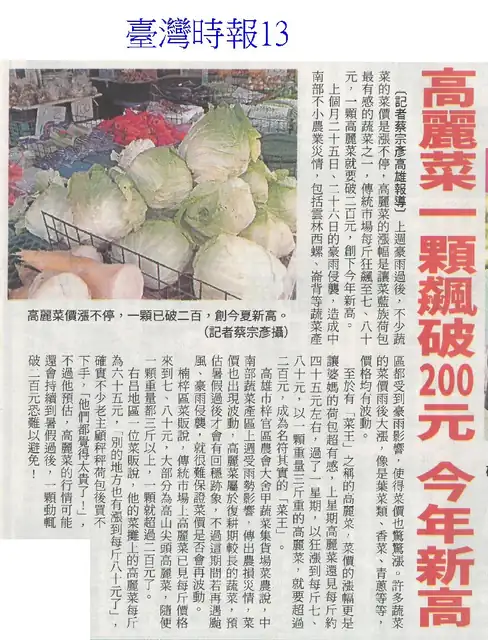 臺灣時報13
高麗菜一顆飆破200元 今年新高
〔記者蔡宗彥高雄報導〕上週豪雨過後，不少蔬
菜的菜價是漲不停，高麗菜的漲幅是讓菜籃族荷包
最有感的蔬菜之一，傳統市場每斤狂飆至七、八十
元，一顆高麗菜就要破二百元，創下今年新高。
上個月二十五日、二十六日的豪雨侵襲，造成中
南部不小農業災情，包括雲林西螺、崙背等蔬菜產
高麗菜價漲不停，一顆已破二百，創今夏新高。
（記者蔡宗彥攝）
區都受到豪雨影響，使得菜價也驚驚漲。許多蔬菜
的菜價雨後大漲，像是葉菜類、香菜、青蔥等等，
價格均有波動。
至於有「菜王」之稱的高麗菜，菜價的漲幅更是
讓婆媽的荷包超有感，上星期高麗菜還見每斤約
四十五元左右，過了一星期，以狂漲到每斤七、
八十元，以一顆重量三斤重的高麗菜，就要超過
二百元，成為名符其實的「菜王」。
高雄市梓官區農會大舍甲蔬菜集貨場菜農說，中
南部蔬菜產區上週受雨勢影響，傳出農損災情，菜
價也出現波動，高麗菜屬於復耕期較長的蔬菜，預
估暑假過後才會有回穩跡象，不過這期間若再遇颱
風、豪雨侵襲，就很難保證菜價是否會再波動。
楠梓區菜販說，傳統市場上高麗菜已見每斤價格
來到七、八十元，大部分為高山尖頭高麗菜，隨便
一顆重量都三斤以上，一顆就超過二百元了。
右昌地區一位菜販說，他的菜攤上的高麗菜每斤
為六十五元，「別的地方也有漲到每斤八十元了」，
確實不少老主顧秤秤荷包後買不
下手，「他們都覺得太貴了！」，
不過他預估，高麗菜的行情可能
還會持續到暑假過後，一顆動輒
破二百元恐難以避免！